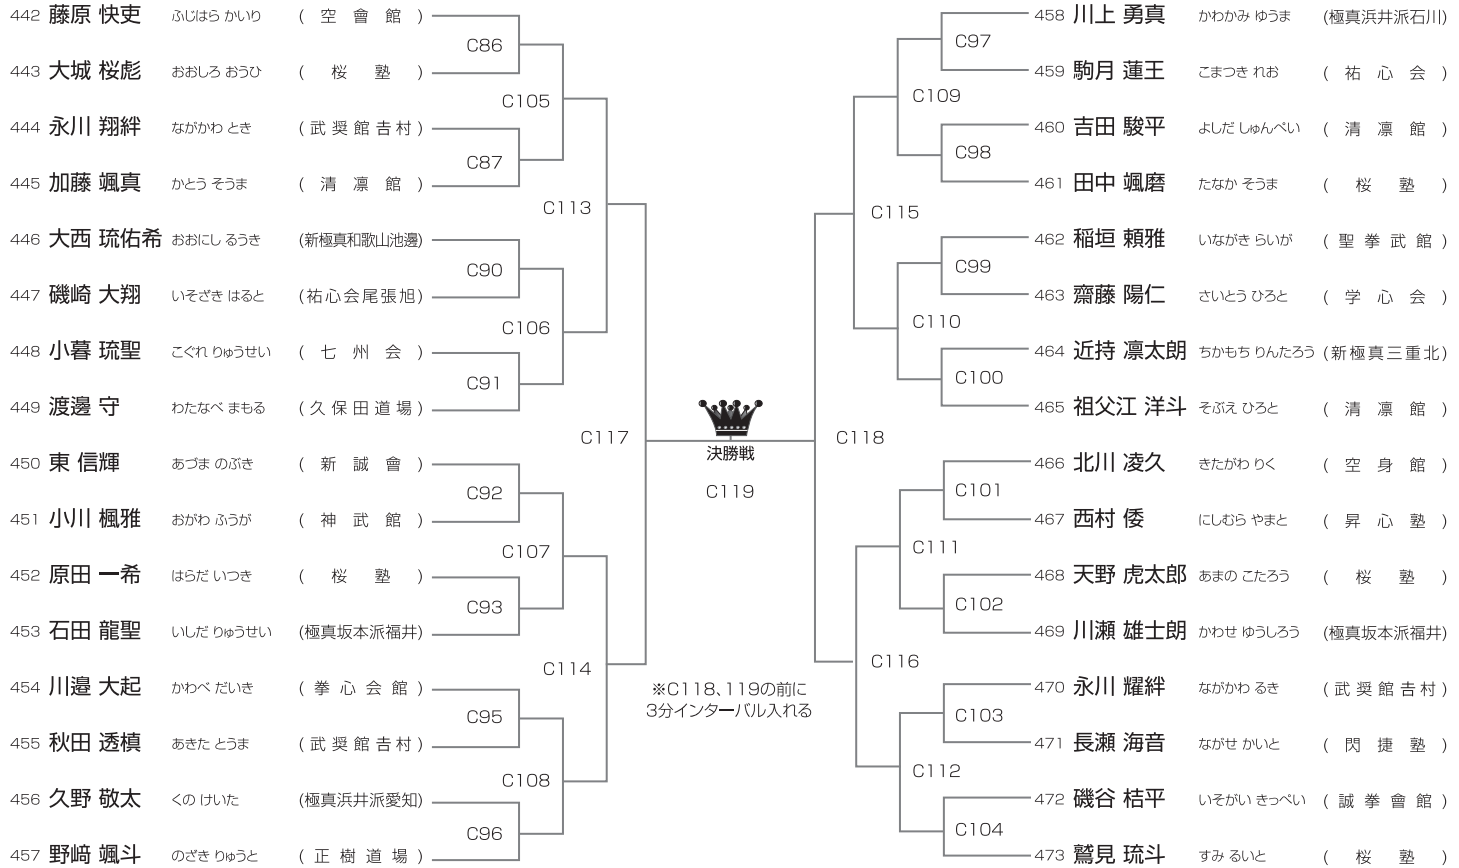 442 藤原 快吏 ふじはら かいり (空會館)
443 大城 桜彪 おおしろ おうひ (桜塾)
444 永川 翔絆 ながかわ とき (武奨館𠮷村)
445 加藤 颯真 かとう そうま (清凛館)
446 大西 琉佑希 おおにし るうき (新極真和歌山池邊)
447 磯崎 大翔 いそざき はると (祐心会尾張旭)
448 小暮 琉聖 こぐれ りゅうせい (七州会)
449 渡邊 守 わたなべ まもる (久保田道場)
450 東 信輝 あづま のぶき (新誠會)
451 小川 楓雅 おがわ ふうが (神武館)
452 原田 一希 はらだ いつき (桜塾)
453 石田 龍聖 いしだ りゅうせい (極真坂本派福井)
454 川邉 大起 かわべ だいき (拳心会館)
455 秋田 透槙 あきた とうま (武奨館𠮷村)
456 久野 敬太 くの けいた (極真浜井派愛知)
457 野﨑 颯斗 のざき りゅうと (正樹道場)
C86
C87
C90
C91
C92
C93
C95
C96
C105
C106
C107
C108
C113
C114
C117
決勝戦
C119
※C118、119の前に
3分インターバル入れる
C118
C115
C116
C109
C110
C111
C112
C97
C98
C99
C100
C101
C102
C103
C104
458 川上 勇真 かわかみ ゆうま (極真浜井派石川)
459 駒月 蓮王 こまつき れお (祐心会)
460 吉田 駿平 よしだ しゅんぺい (清凛館)
461 田中 颯磨 たなか そうま (桜塾)
462 稲垣 頼雅 いながき らいが (聖拳武館)
463 齋藤 陽仁 さいとう ひろと (学心会)
464 近持 凛太朗 ちかもち りんたろう (新極真三重北)
465 祖父江 洋斗 そぶえ ひろと (清凛館)
466 北川 凌久 きたがわ りく (空身館)
467 西村 倭 にしむら やまと (昇心塾)
468 天野 虎太郎 あまの こたろう (桜塾)
469 川瀬 雄士朗 かわせ ゆうしろう (極真坂本派福井)
470 永川 耀絆 ながかわ るき (武奨館𠮷村)
471 長瀬 海音 ながせ かいと (閃捷塾)
472 磯谷 桔平 いそがい きっぺい (誠拳會館)
473 鷲見 琉斗 すみ るいと (桜塾)